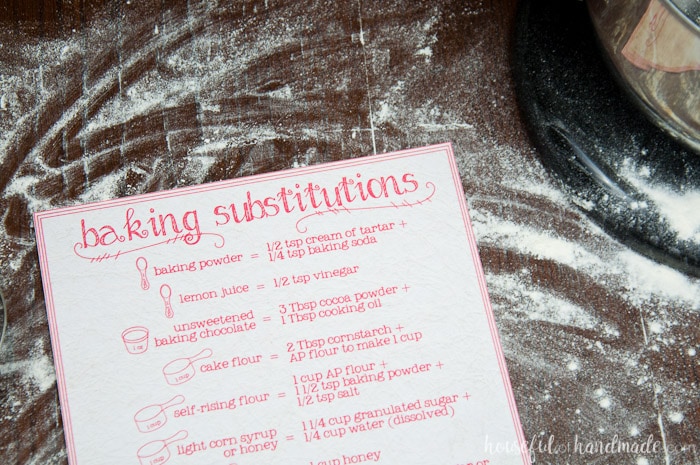 baking substitutions
baking powder = 1/2 tsp cream of tartar +
1/4 tsp baking soda
lemon juice = 1/2 tsp vinegar
unsweetened
baking chocolate = 3 Tbsp cocoa powder +
1 Tbsp cooking oil
cake flour = 2 Tbsp cornstarch +
AP flour to make 1 cup
self-rising flour = 1 cup AP flour +
1 1/2 tsp baking powder +
1/2 tsp salt
light corn syrup
or honey = 1 1/4 cup granulated sugar +
1/4 cup water (dissolved)
1 cup honey
houseful of handmade